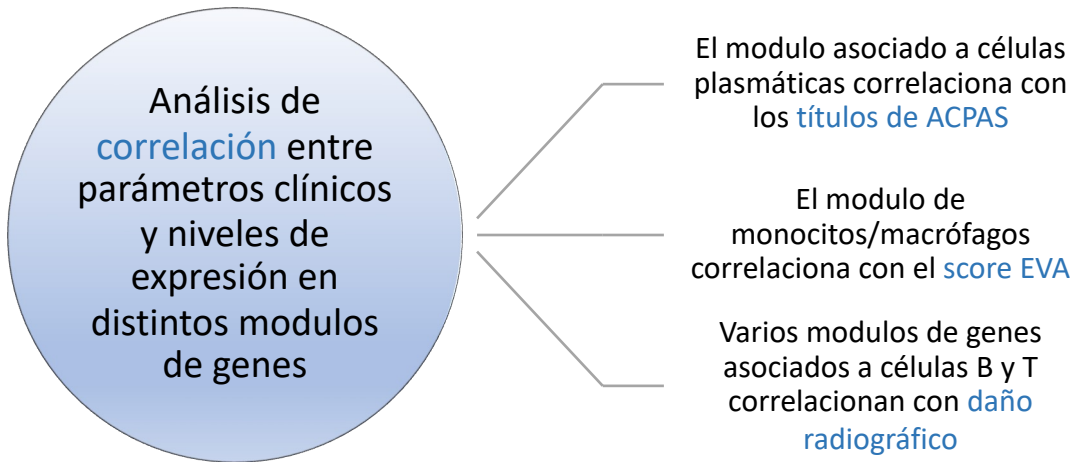 Análisis de
correlación entre
parámetros clínicos
y niveles de
expresión en
distintos modulos
de genes
El modulo asociado a células
plasmáticas correlaciona con
los títulos de ACPAS
El modulo de
monocitos/macrófagos
correlaciona con el score EVA
Varios modulos de genes
asociados a células B y T
correlacionan con daño
radiográfico